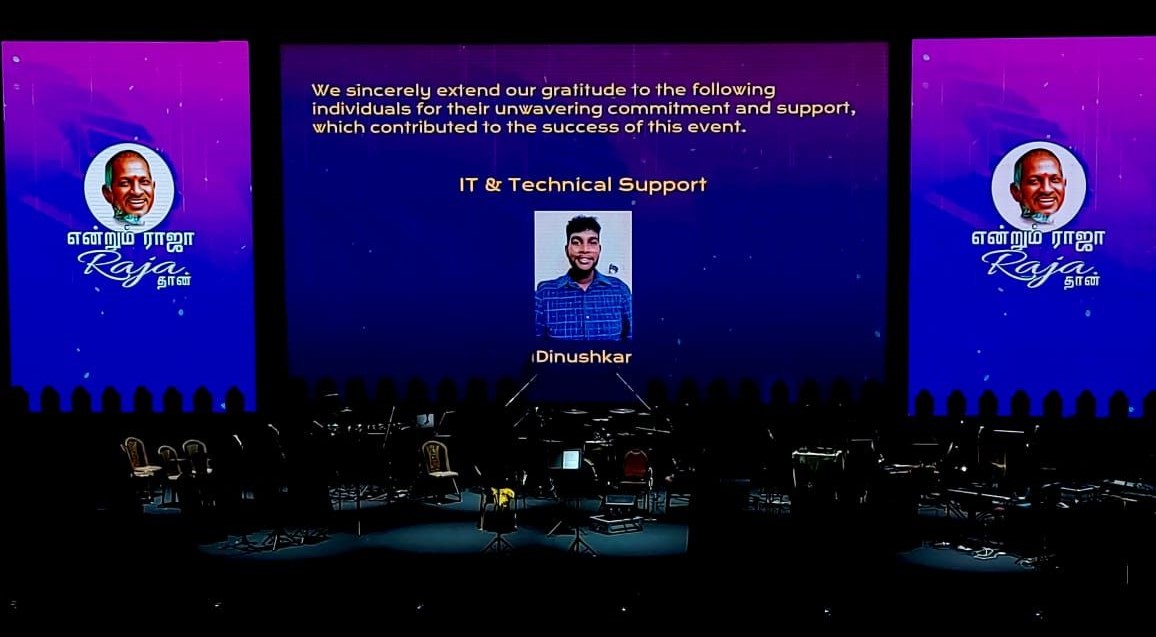 We sincerely extend our gratitude to the following
individuals for their unwavering commitment and support,
which contributed to the success of this event.
IT & Technical Support
Dinushkar
என்றும் ராஜா
Raja
தான்
என்றும் ராஜா
Raja
தான்